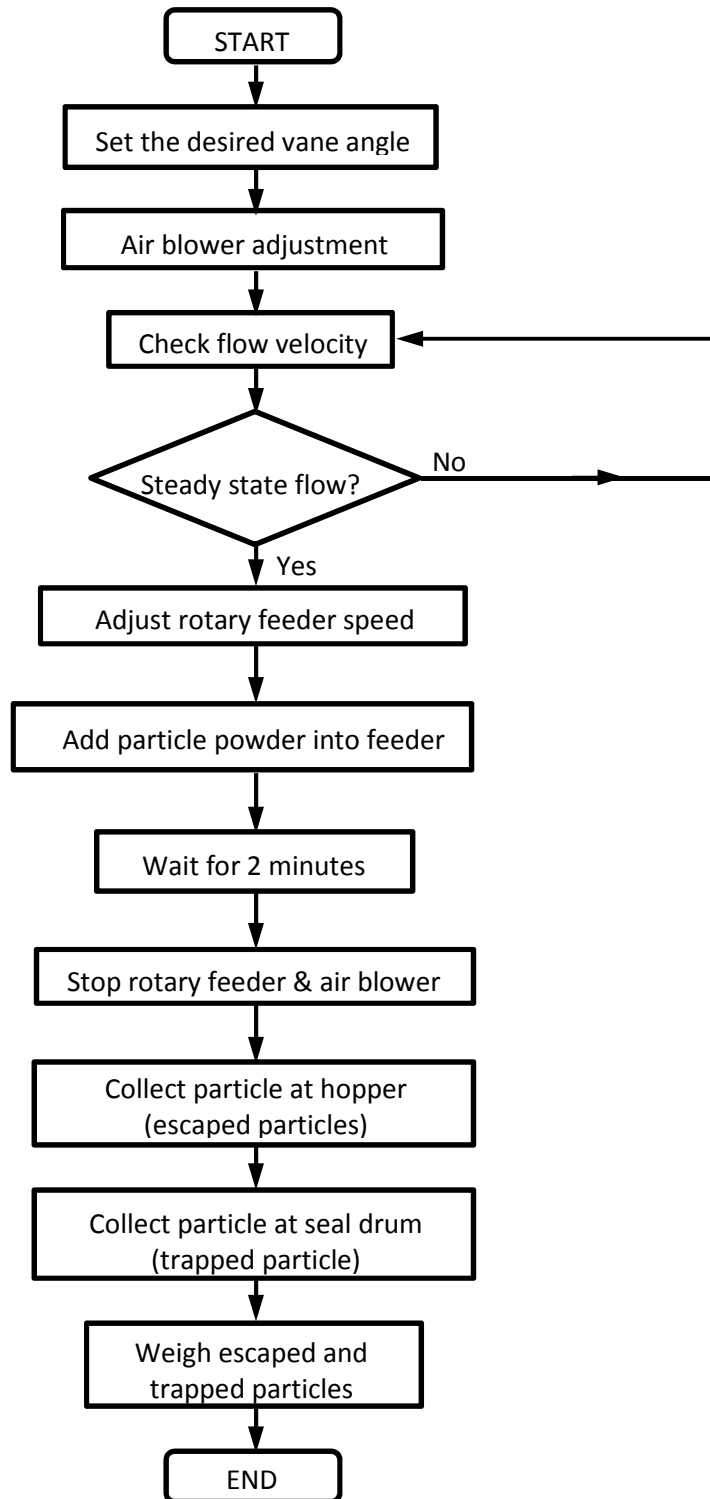 START
Set the desired vane angle
Air blower adjustment
Check flow velocity
Steady state flow?
No
Yes
Adjust rotary feeder speed
Add particle powder into feeder
Wait for 2 minutes
Stop rotary feeder & air blower
Collect particle at hopper
(escaped particles)
Collect particle at seal drum
(trapped particle)
Weigh escaped and
trapped particles
END